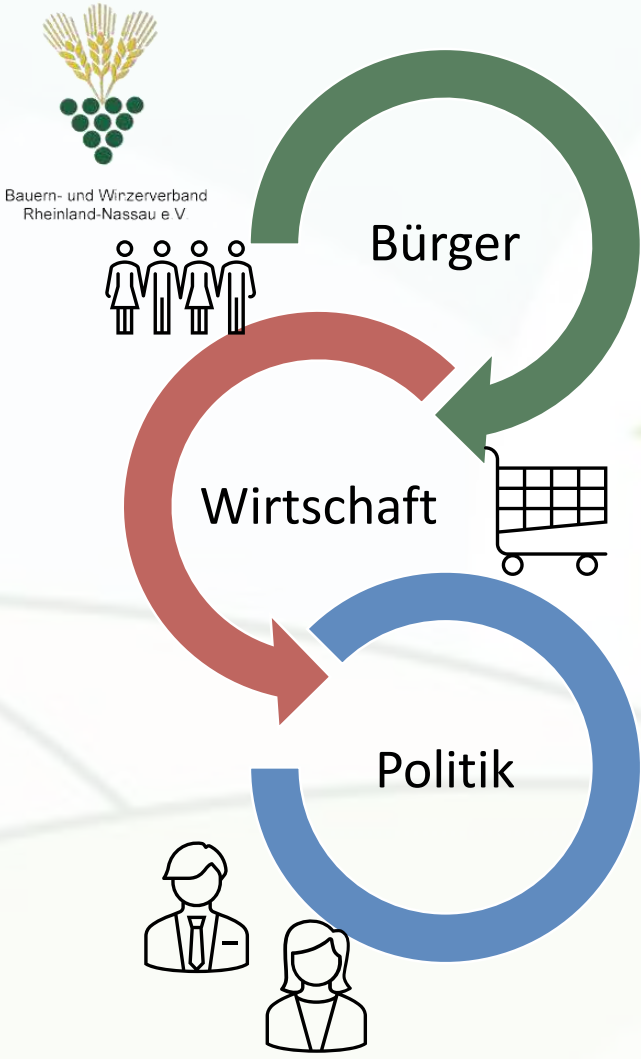 Bauern- und Winzerverband
Rheinland-Nassau e.V.
Bürger
Wirtschaft
Politik